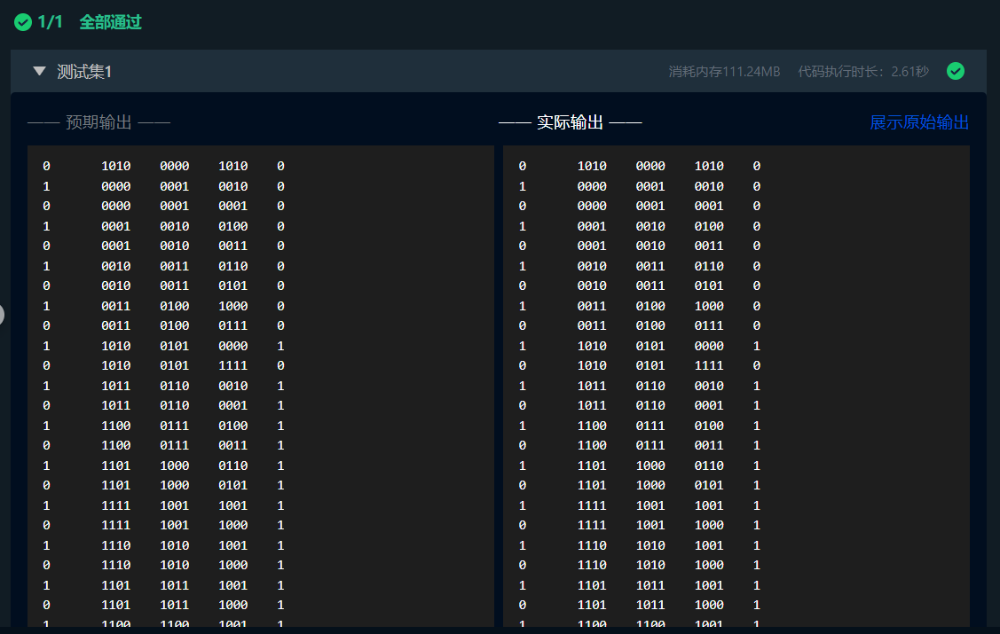 1/1 全部通过
测试集1 消耗内存111.24MB 代码执行时长：2.61秒
—— 预期输出 —— —— 实际输出 —— 展示原始输出
0 1010 0000 1010 0 0 1010 0000 1010 0
1 0000 0001 0010 0 1 0000 0001 0010 0
0 0000 0001 0001 0 0 0000 0001 0001 0
1 0001 0010 0100 0 1 0001 0010 0100 0
0 0001 0010 0011 0 0 0001 0010 0011 0
1 0010 0011 0110 0 1 0010 0011 0110 0
0 0010 0011 0101 0 0 0010 0011 0101 0
1 0011 0100 1000 0 1 0011 0100 1000 0
0 0011 0100 0111 0 0 0011 0100 0111 0
1 1010 0101 0000 1 1 1010 0101 0000 1
0 1010 0101 1111 0 0 1010 0101 1111 0
1 1011 0110 0010 1 1 1011 0110 0010 1
0 1011 0110 0001 1 0 1011 0110 0001 1
1 1100 0111 0100 1 1 1100 0111 0100 1
0 1100 0111 0011 1 0 1100 0111 0011 1
1 1101 1000 0110 1 1 1101 1000 0110 1
0 1101 1000 0101 1 0 1101 1000 0101 1
1 1111 1001 1001 1 1 1111 1001 1001 1
0 1111 1001 1000 1 0 1111 1001 1000 1
1 1110 1010 1001 1 1 1110 1010 1001 1
0 1110 1010 1000 1 0 1110 1010 1000 1
1 1101 1011 1001 1 1 1101 1011 1001 1
0 1101 1011 1000 1 0 1101 1011 1000 1
1 1100 1100 1001 1 1 1100 1100 1001 1